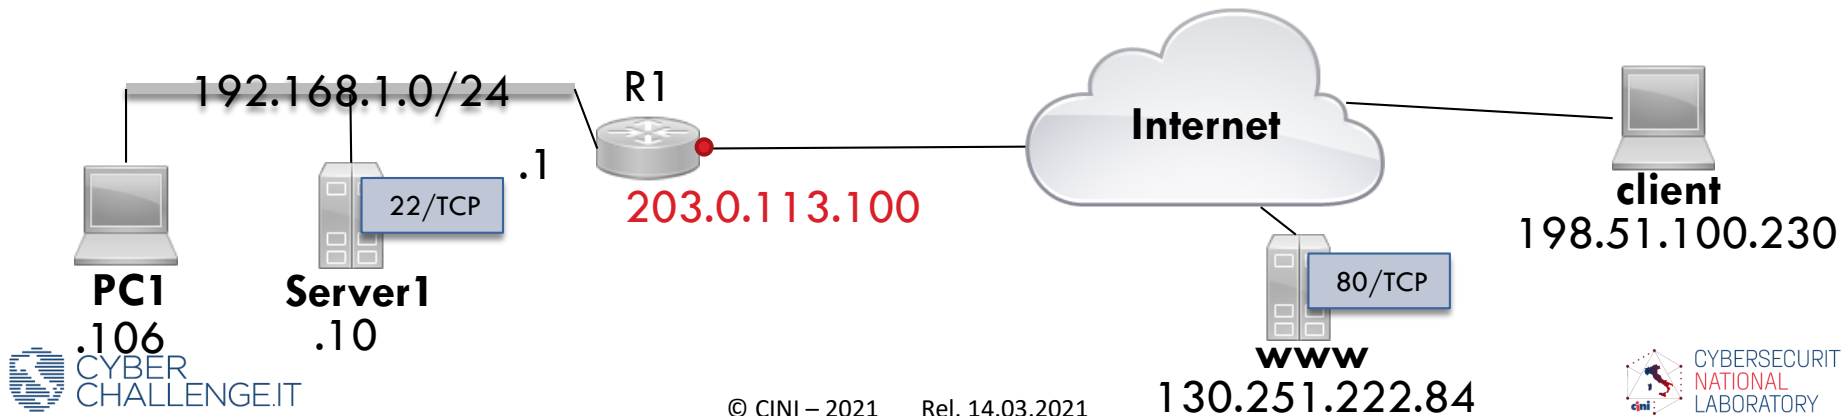 192.168.1.0/24
R1
Internet
.1
22/TCP
203.0.113.100
client
198.51.100.230
PC1
.106
Server1
.10
80/TCP
www
130.251.222.84
CYBER
CHALLENGE.IT
© CINI – 2021 Rel. 14.03.2021
cini
CYBERSECURIT
NATIONAL
LABORATORY